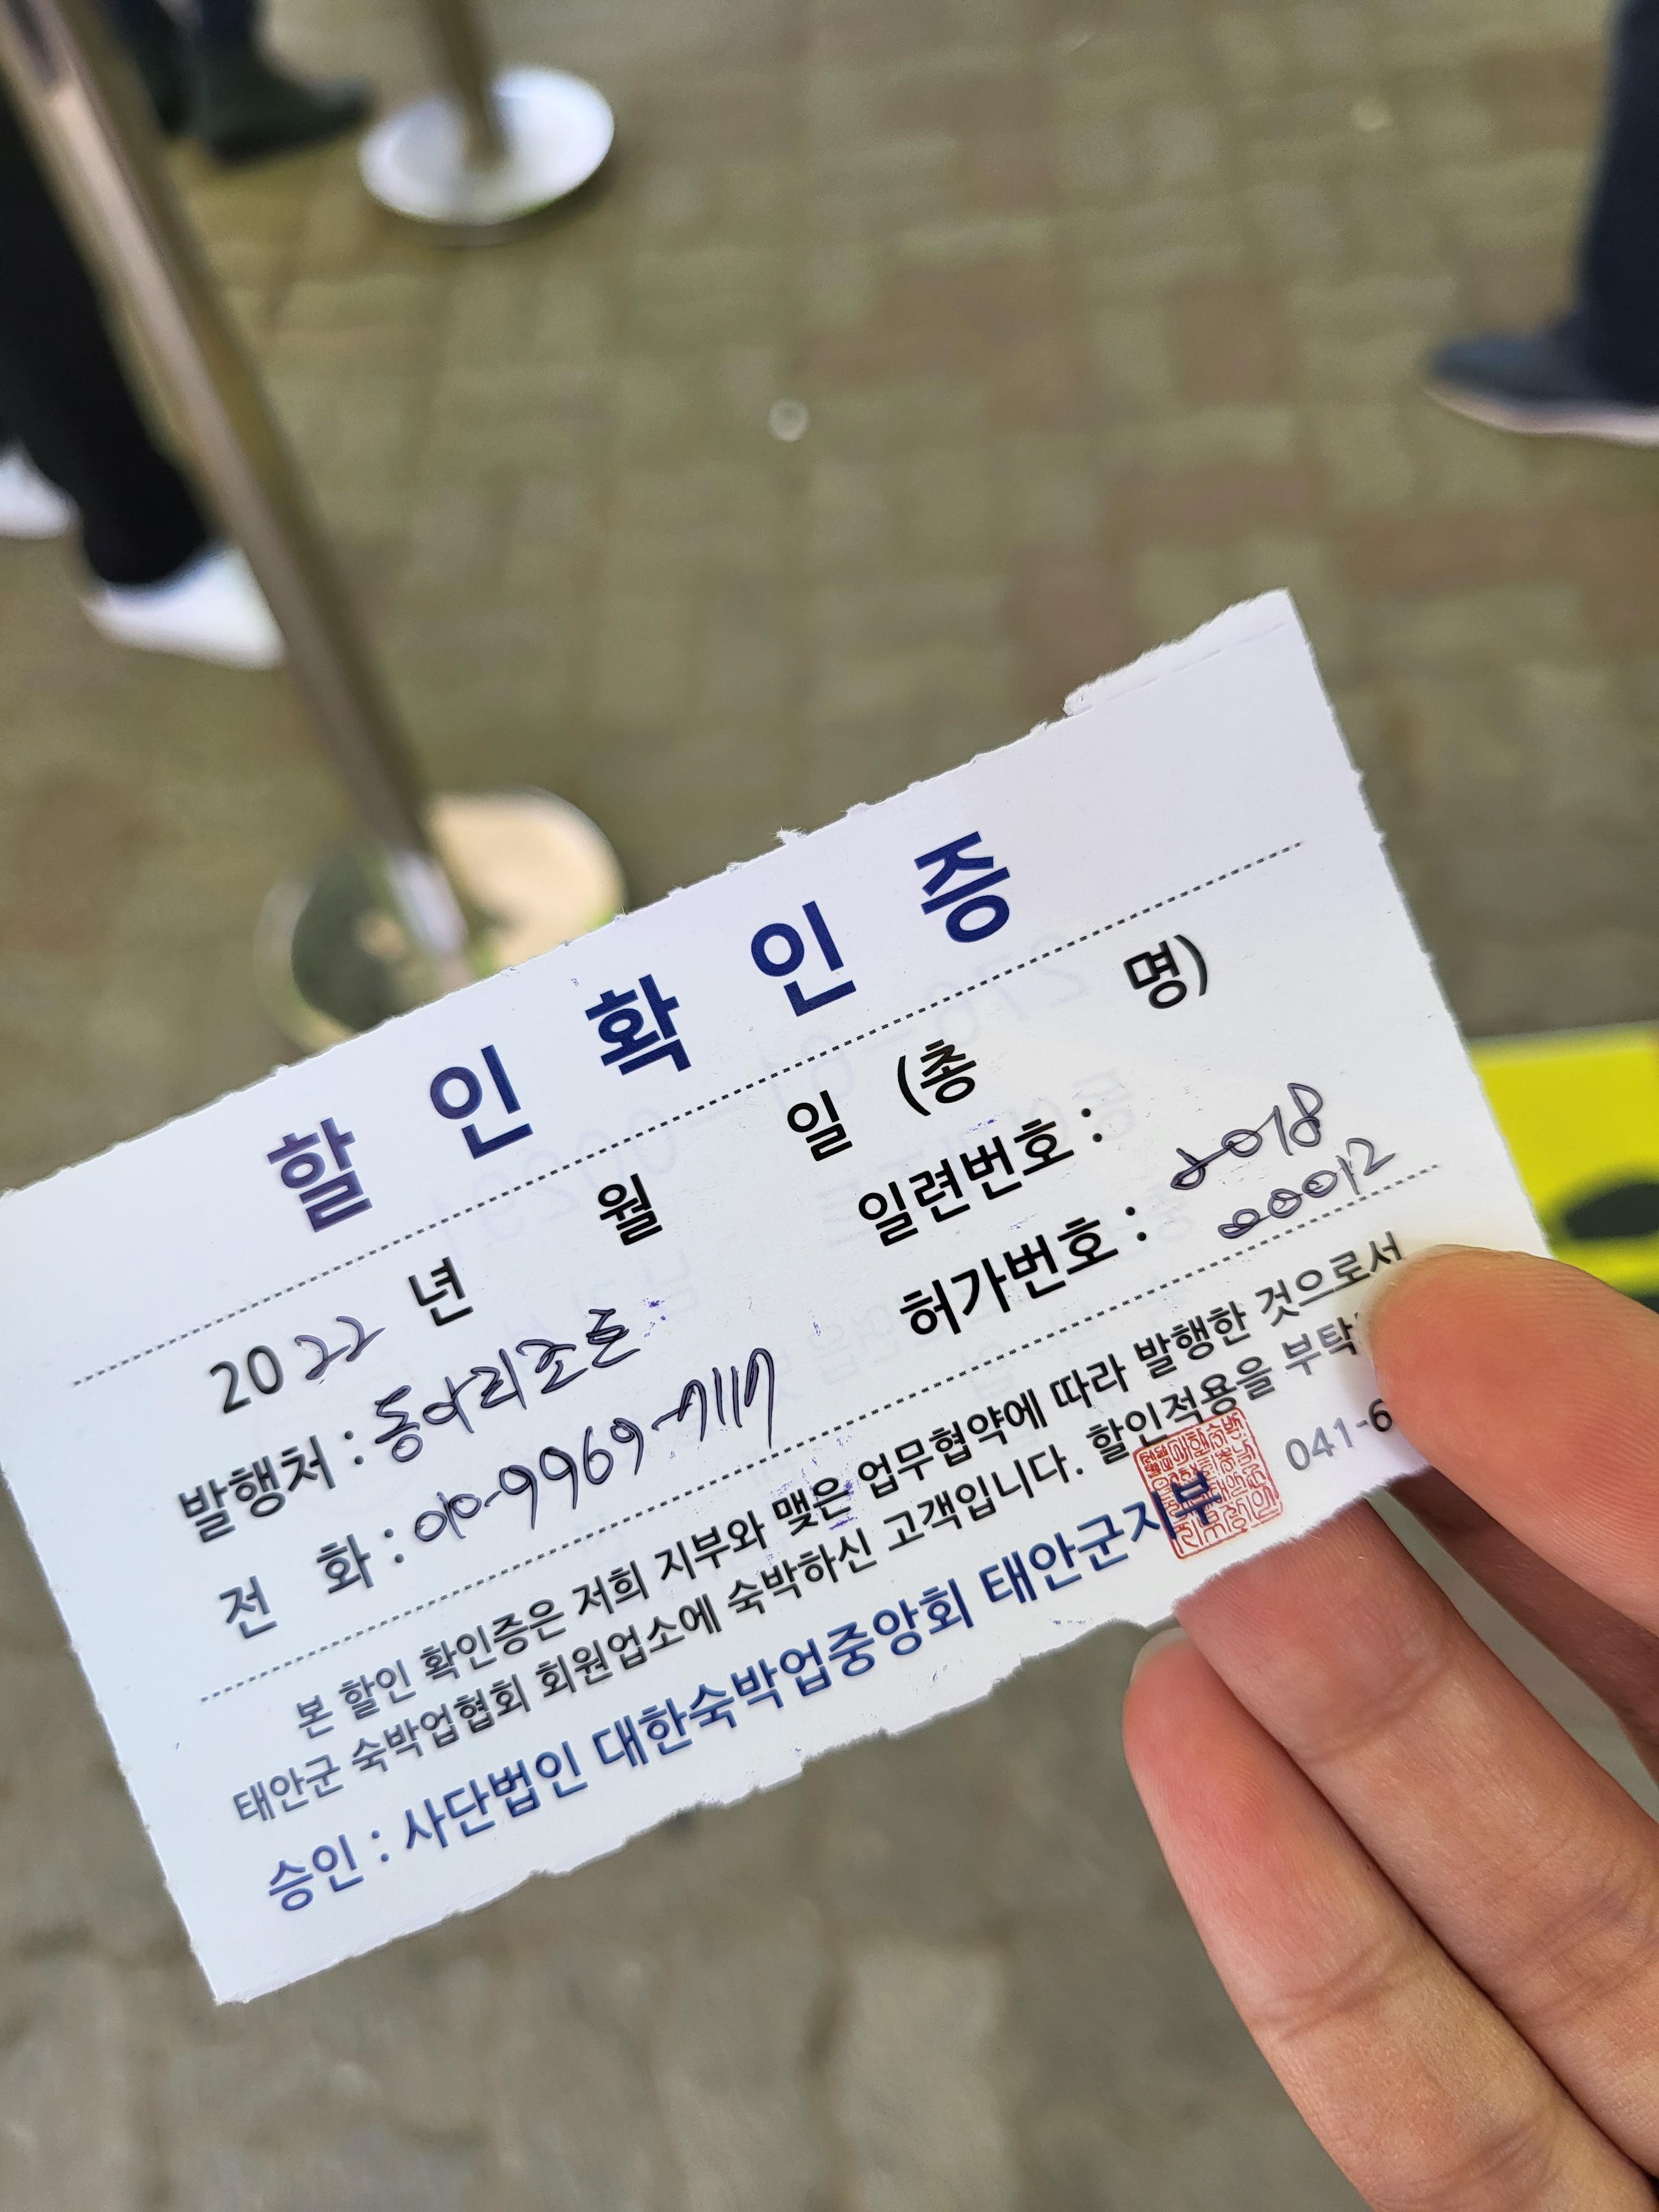 할 인 확 인 증
2022 년 월 일 (총 명)
발행처 : 동아리조트 일련번호 : 2018
전 화 : 010-9969-7117 허가번호 : 00012
본 할인 확인증은 저희 지부와 맺은 업무협약에 따라 발행한 것으로서
태안군 숙박업협회 회원업소에 숙박하신 고객입니다. 할인적용을 부탁
승인 : 사단법인 대한숙박업중앙회 태안군지부 041-6